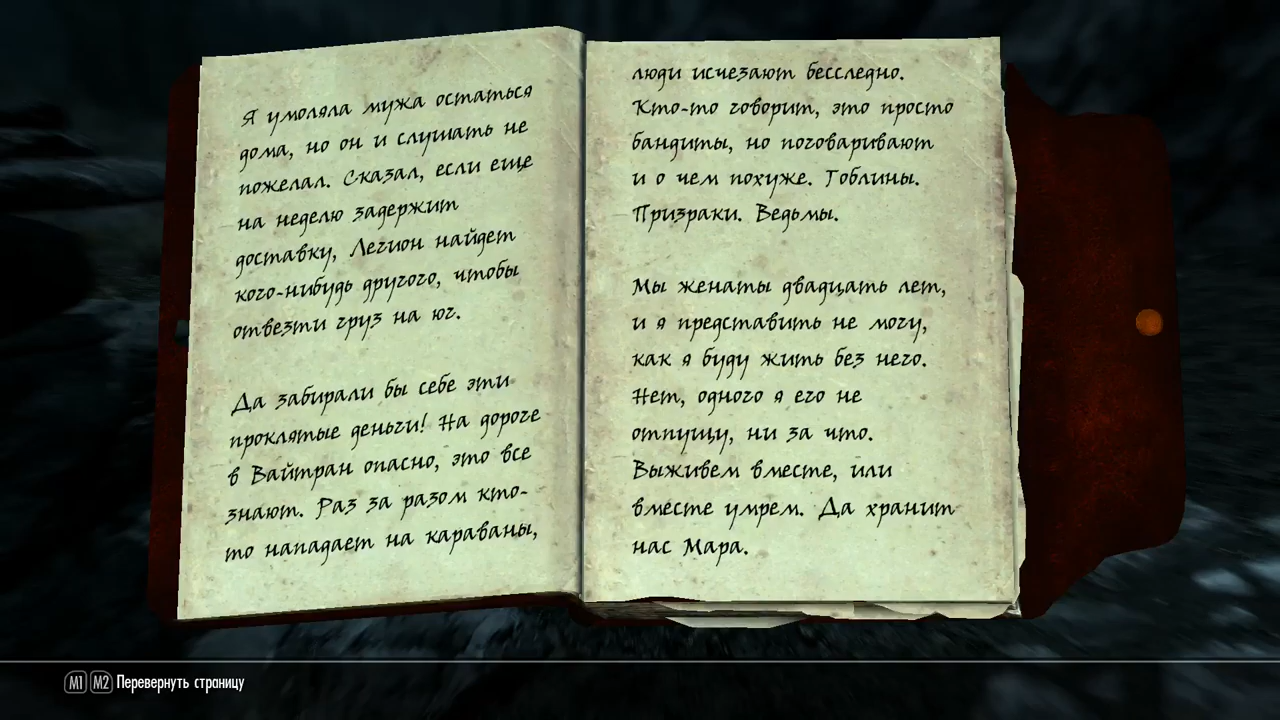 Я умоляла мужа остаться
дома, но он и слушать не
пожелал. Сказал, если еще
на неделю задержит
доставку, Легион найдет
кого-нибудь другого, чтобы
отвезти груз на юг.
Да забирали бы себе эти
проклятые деньги! На дороге
в Вайтран опасно, это все
знают. Раз за разом кто-
то нападает на караваны,
люди исчезают бесследно.
Кто-то говорит, это просто
бандиты, но поговаривают
и о чем похуже. Гоблины.
Призраки. Ведьмы.
Мы женаты двадцать лет,
и я представить не могу,
как я буду жить без него.
Нет, одного я его не
отпущу, ни за что.
Выживем вместе, или
вместе умрем. Да хранит
нас Мара.
M1 M2 Перевернуть страницу